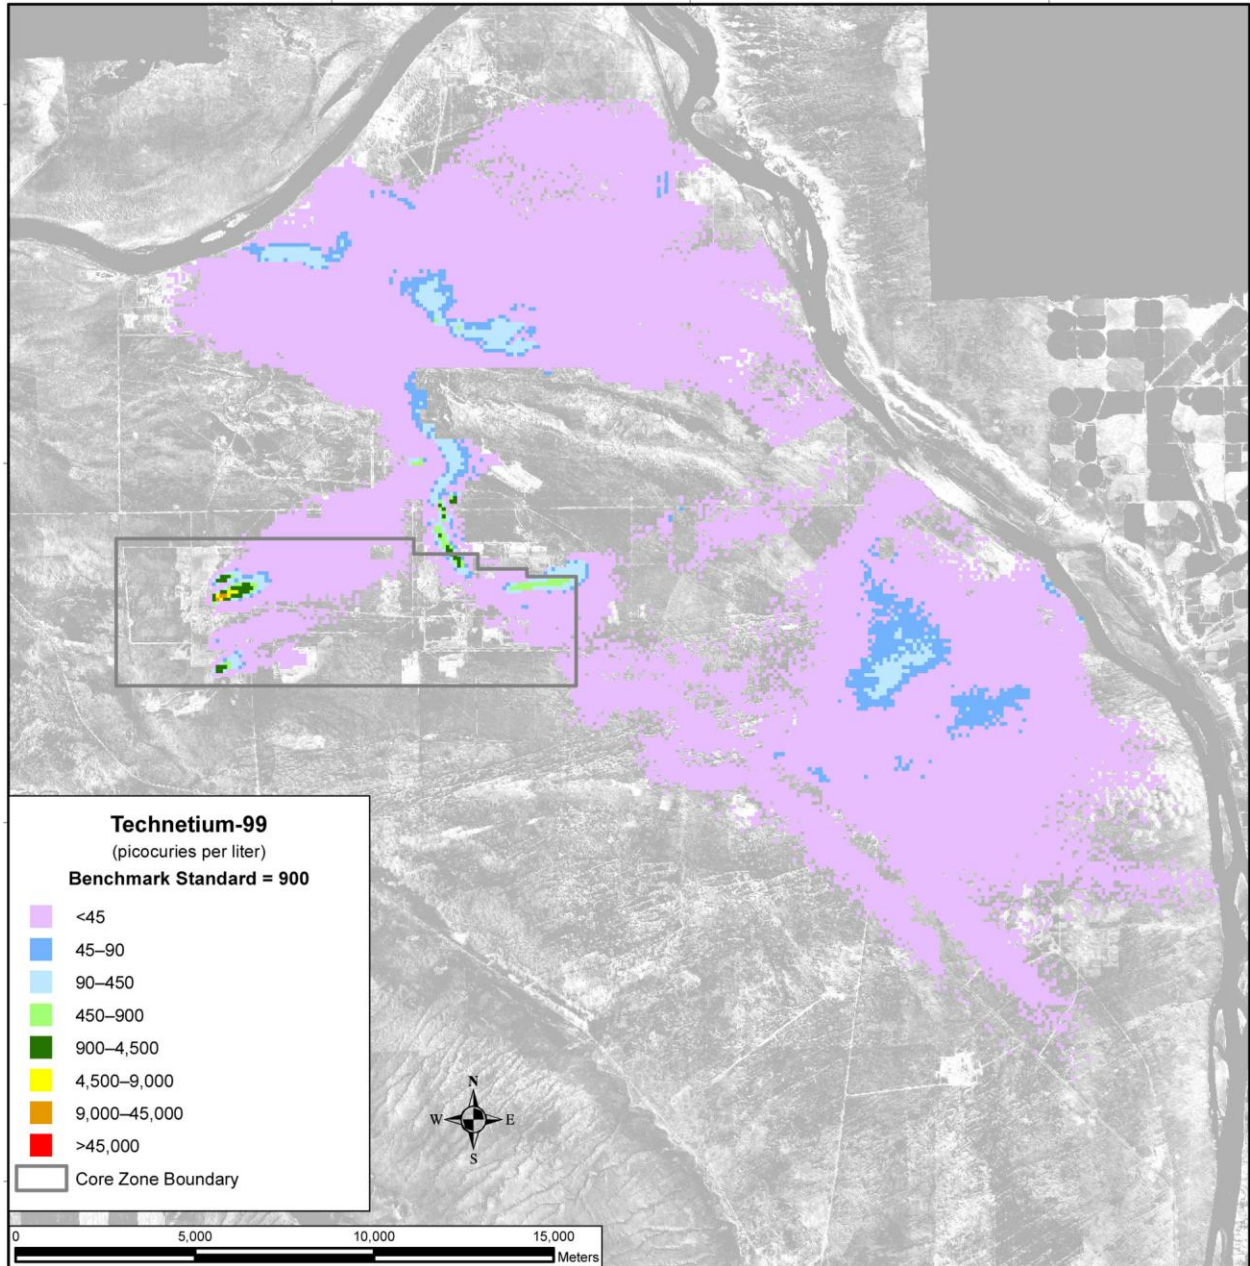 Technetium-99
(picocuries per liter)
Benchmark Standard = 900
<45
45–90
90–450
450–900
900–4,500
4,500–9,000
9,000–45,000
>45,000
Core Zone Boundary
N
W E
S
0 5,000 10,000 15,000
Meters